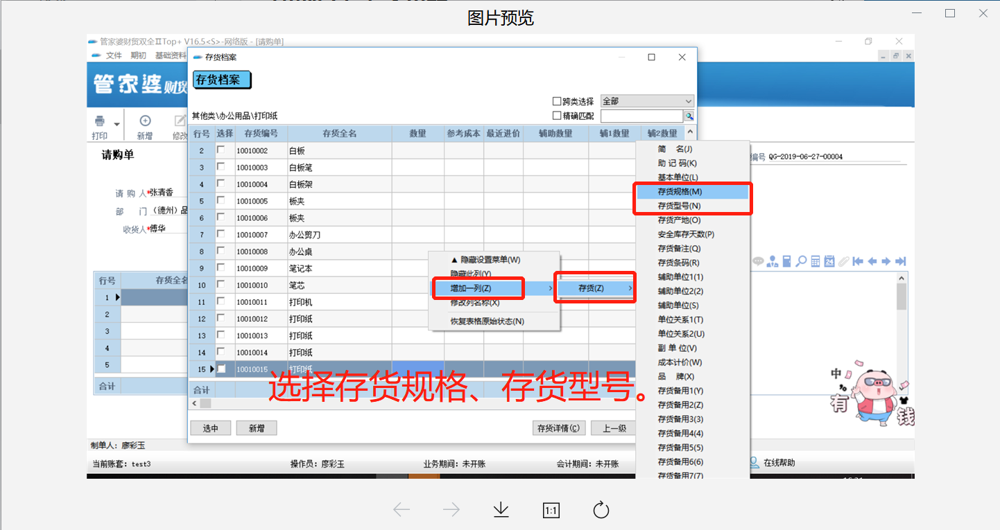 图片预览
管家婆财贸双全ⅡTop+ V16.5<S>-网络版 - [请购单]
文件 期初 基础资料
管家婆 财贸
存货档案
存货档案
跨类选择 全部
其他类\办公用品\打印纸 精确匹配
打印 新增 修改
请购单
编号 QG-2019-06-27-00004
请 购 人*张清香
部 门 (德州) 品
收货人*傅华
行号 选择 存货编号 存货全名 数量 参考成本 最近进价 辅助数量 辅1数量 辅2数量
2 10010002 白板
3 10010003 白板笔
4 10010004 白板架
5 10010005 板夹
6 10010006 板夹
7 10010007 办公剪刀
8 10010008 办公桌
9 10010009 笔记本
10 10010010 笔芯
11 10010011 打印机
12 10010012 打印纸
13 10010013 打印纸
14 10010014 打印纸
15 10010015 打印纸
合计
▲ 隐藏设置菜单(W)
隐藏此列(Y)
增加一列(Z)
修改列名称(X)
恢复表格原始状态(N)
存货(Z)
简 名(J)
助 记 码(K)
基本单位(L)
存货规格(M)
存货型号(N)
存货产地(O)
安全库存天数(P)
存货备注(Q)
存货条码(R)
辅助单位1(1)
辅助单位2(2)
辅助单位(S)
单位关系1(T)
单位关系2(U)
副 单 位(V)
成本计价(W)
品 牌(X)
存货备用1(Y)
存货备用2(Z)
存货备用3(3)
存货备用4(4)
存货备用5(5)
存货备用6(6)
存货备用7(7)
选择存货规格、存货型号。
行号 存货全名
1
2
3
4
5
合计
24
中
有
钱
选中 新增 存货详情(C) 上一级
制单人: 廖彩玉
当前账套: test3 操作员: 廖彩玉 业务期间: 未开账 会计期间: 未开账 在线帮助
1:1